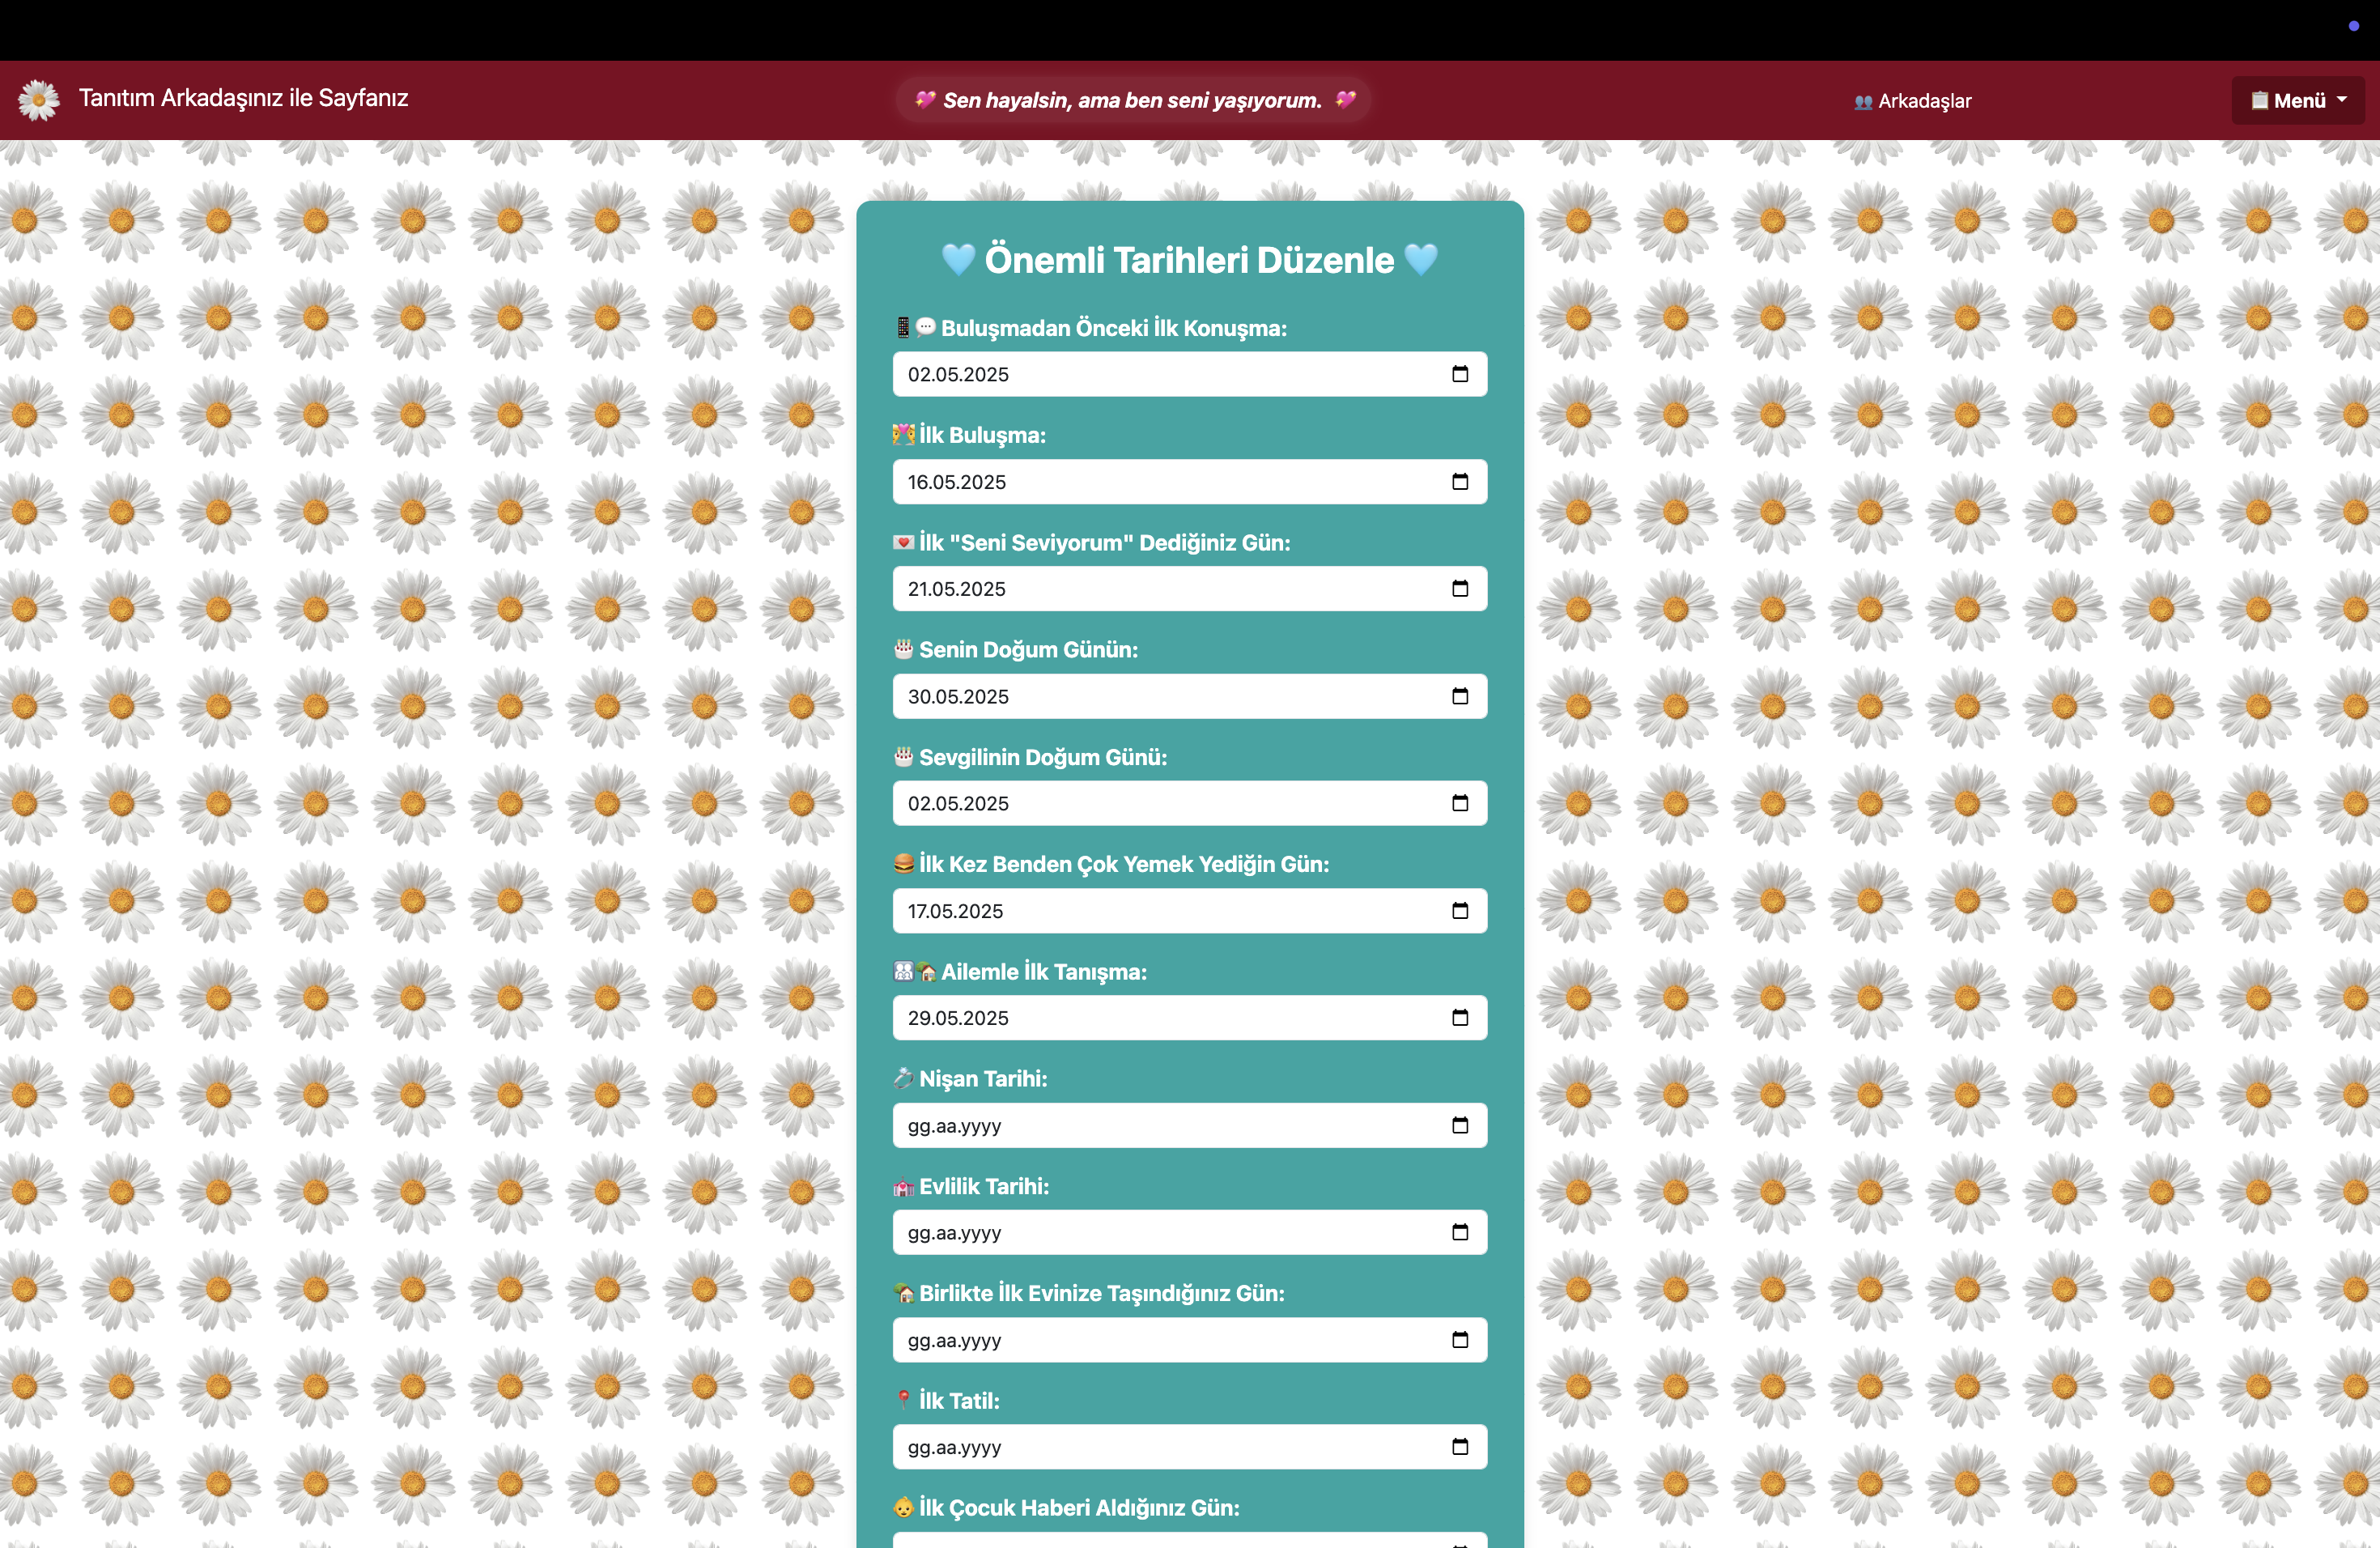 Tanıtım Arkadaşınız ile Sayfanız
💖 Sen hayalsin, ama ben seni yaşıyorum. 💖
👥 Arkadaşlar
📋 Menü
🩵 Önemli Tarihleri Düzenle 🩵
📱💬 Buluşmadan Önceki İlk Konuşma:
02.05.2025
👩‍❤️‍👨 İlk Buluşma:
16.05.2025
💌 İlk "Seni Seviyorum" Dediğiniz Gün:
21.05.2025
🎂 Senin Doğum Günün:
30.05.2025
🎂 Sevgilinin Doğum Günü:
02.05.2025
🍔 İlk Kez Benden Çok Yemek Yediğin Gün:
17.05.2025
👨‍👩‍👧‍👦🏡 Ailemle İlk Tanışma:
29.05.2025
💍 Nişan Tarihi:
gg.aa.yyyy
💒 Evlilik Tarihi:
gg.aa.yyyy
🏡 Birlikte İlk Evinize Taşındığınız Gün:
gg.aa.yyyy
📍 İlk Tatil:
gg.aa.yyyy
👶 İlk Çocuk Haberi Aldığınız Gün: